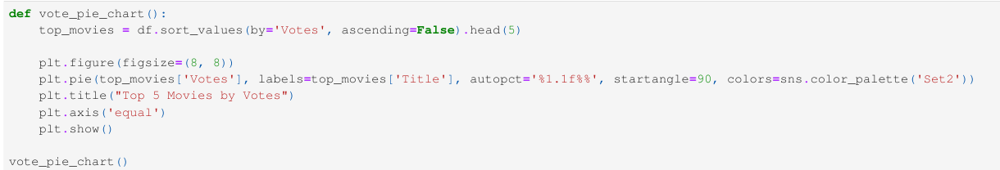 def vote_pie_chart():
    top_movies = df.sort_values(by='Votes', ascending=False).head(5)

    plt.figure(figsize=(8, 8))
    plt.pie(top_movies['Votes'], labels=top_movies['Title'], autopct='%1.1f%%', startangle=90, colors=sns.color_palette('Set2'))
    plt.title("Top 5 Movies by Votes")
    plt.axis('equal')
    plt.show()

vote_pie_chart()